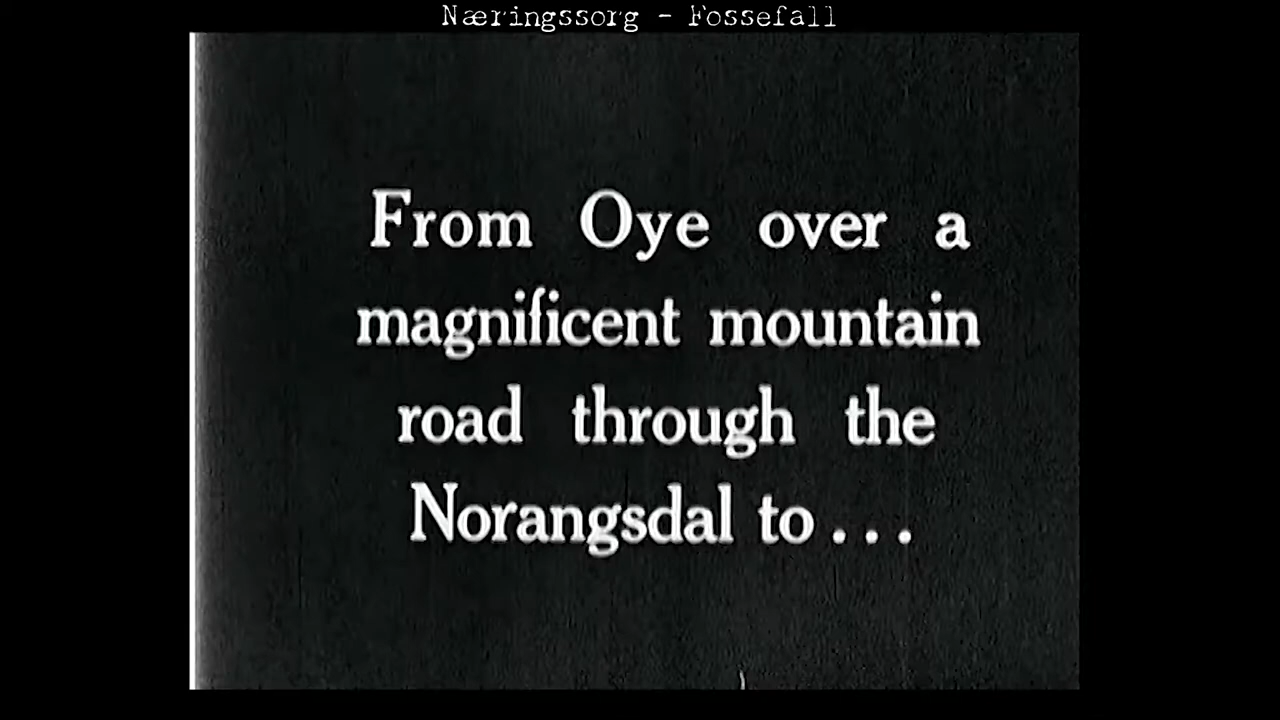 Næringssorg - Fossefall
From Oye over a
magnificent mountain
road through the
Norangsdal to...